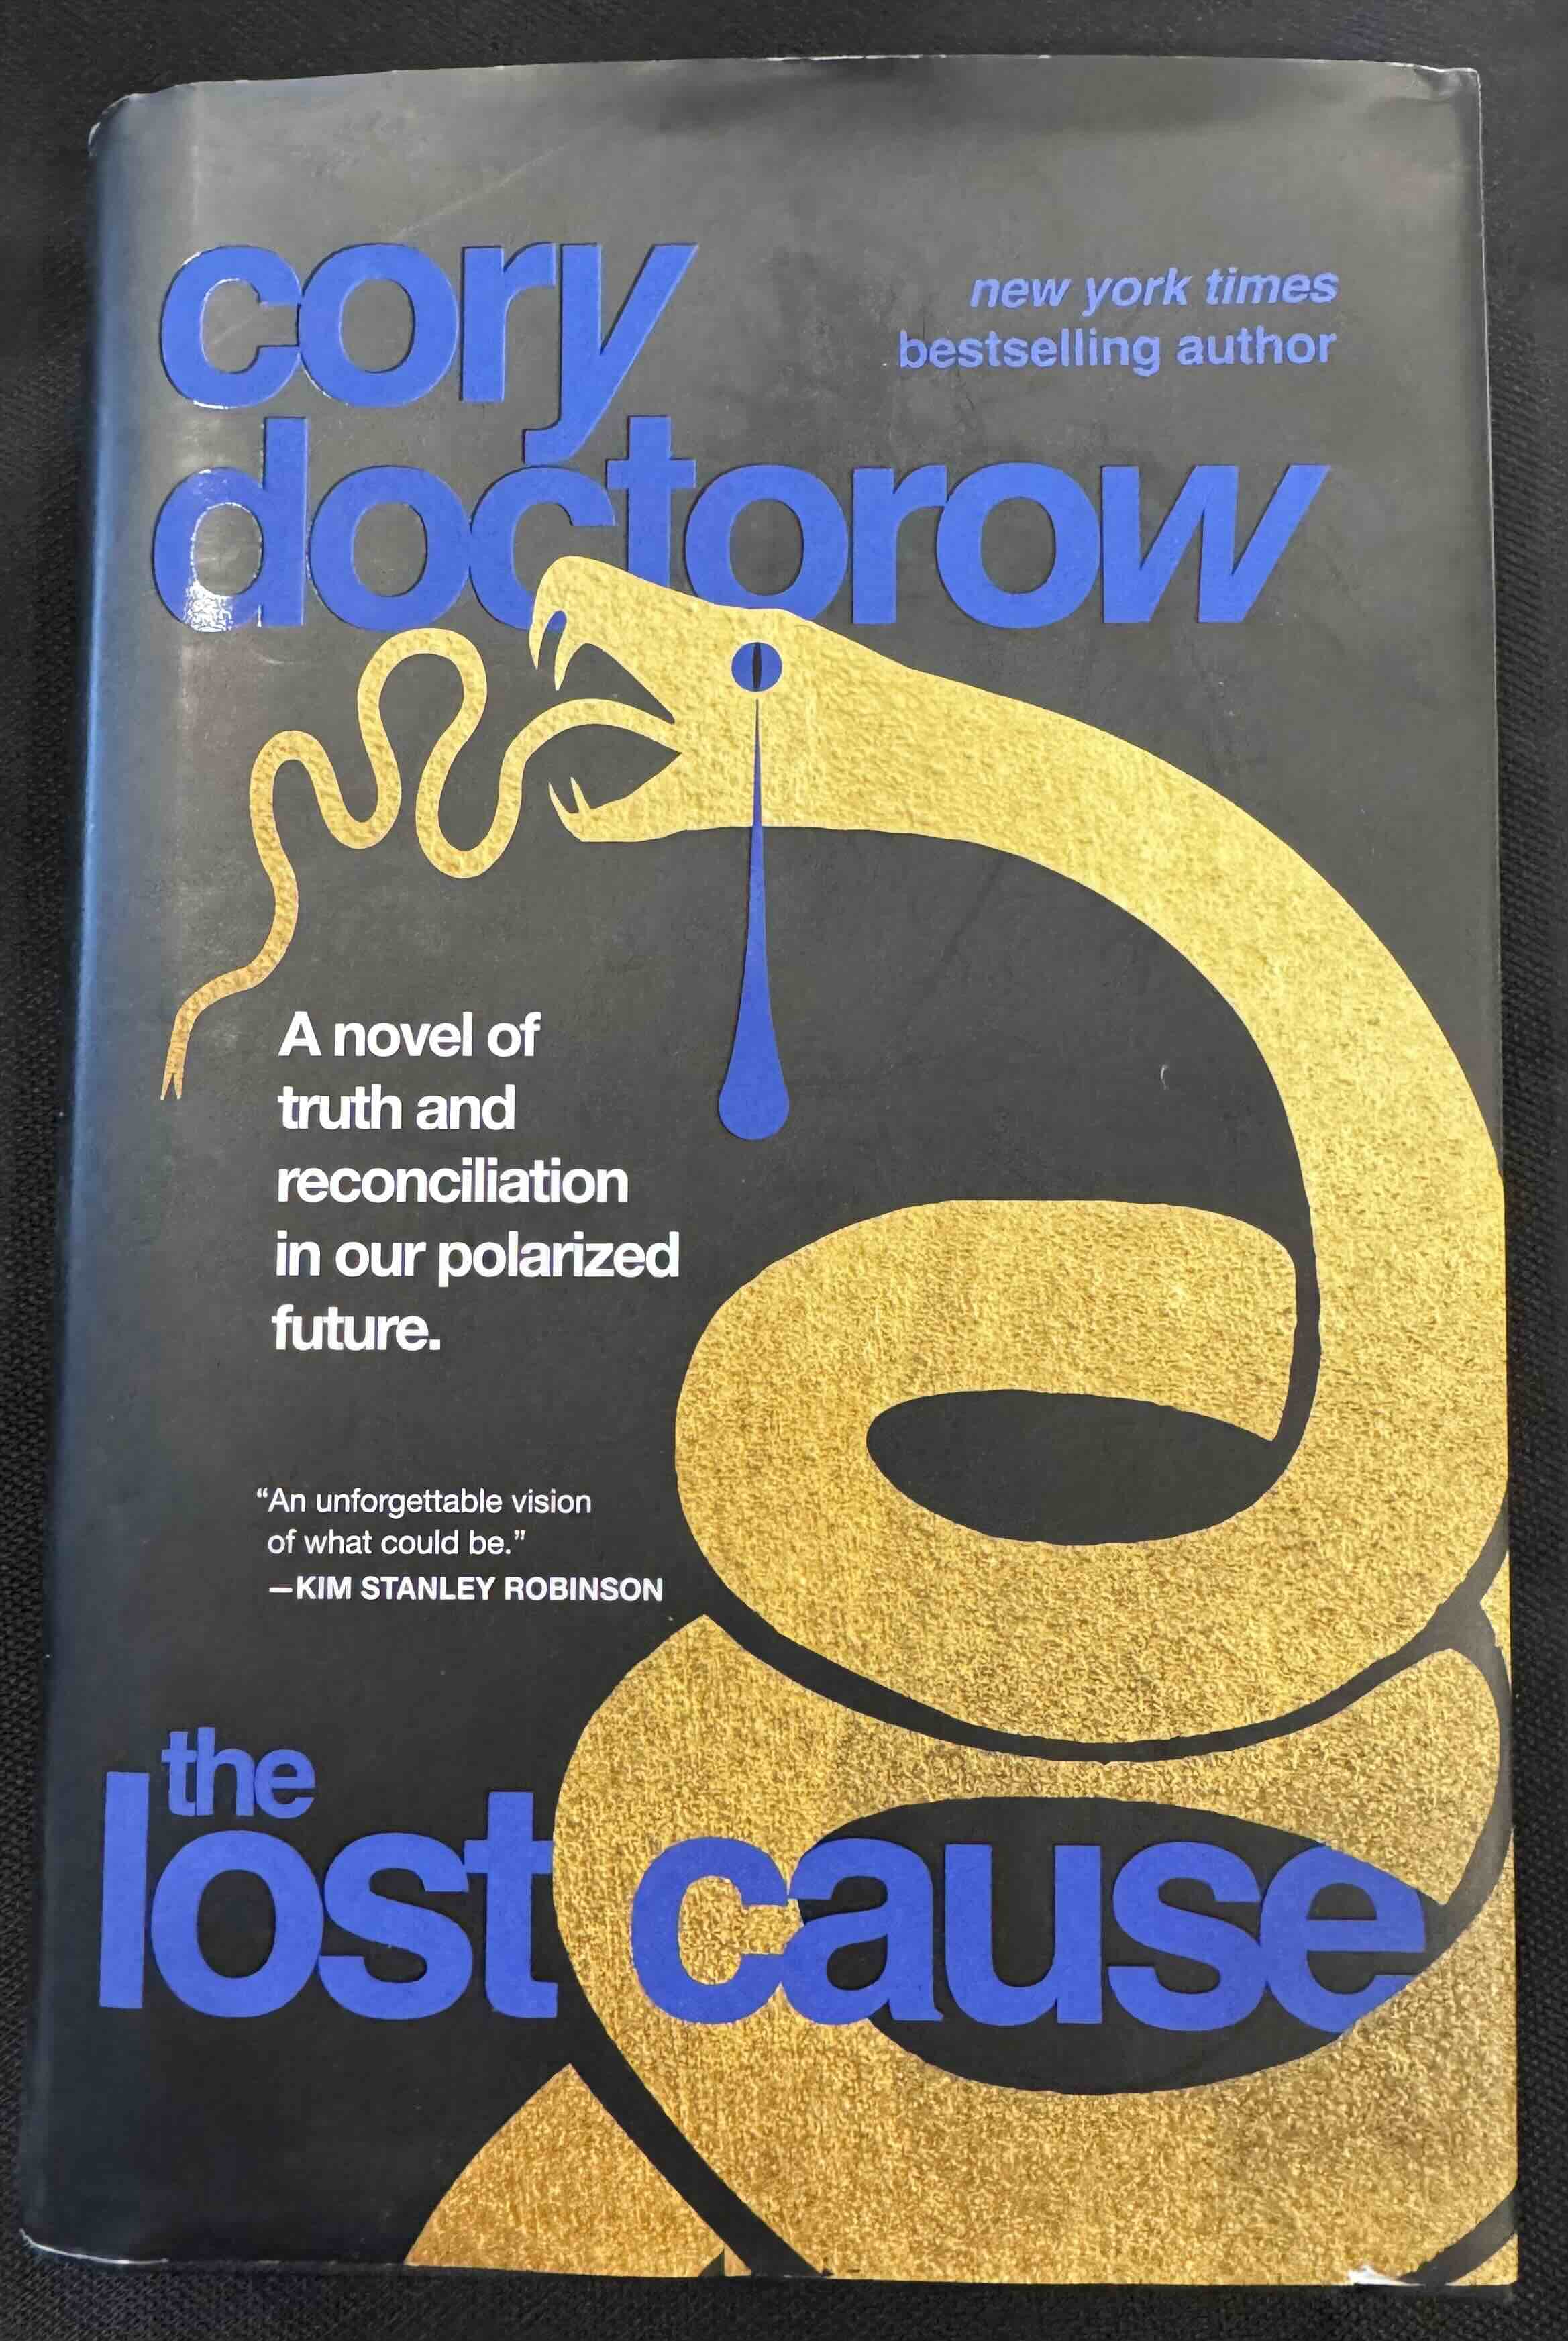 cory
doctorow
new york times
bestselling author
A novel of
truth and
reconciliation
in our polarized
future.
“An unforgettable vision
of what could be.”
—KIM STANLEY ROBINSON
the
lost cause